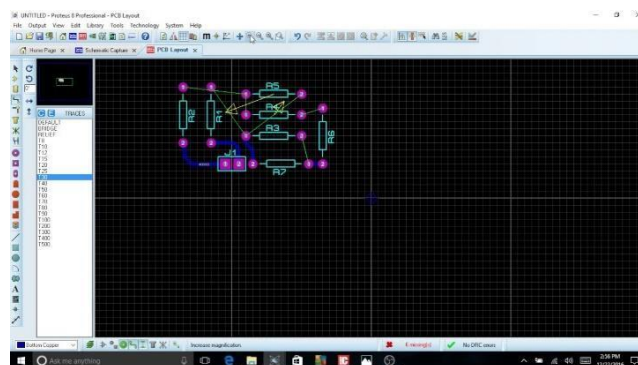 UNTITLED - Proteus 8 Professional - PCB Layout
File Output View Edit Library Tools Technology System Help
Home Page Schematic Capture PCB Layout
TRACES
DEFAULT
BRIDGE
RELIEF
T8
T10
T12
T15
T20
T25
T30
T40
T50
T60
T70
T80
T90
T100
T200
T300
T400
T500
R5
R2 R1 R4
R3 R6
J1
R7
Bottom Copper Increase magnification No DRC errors
Ask me anything 3:56 PM